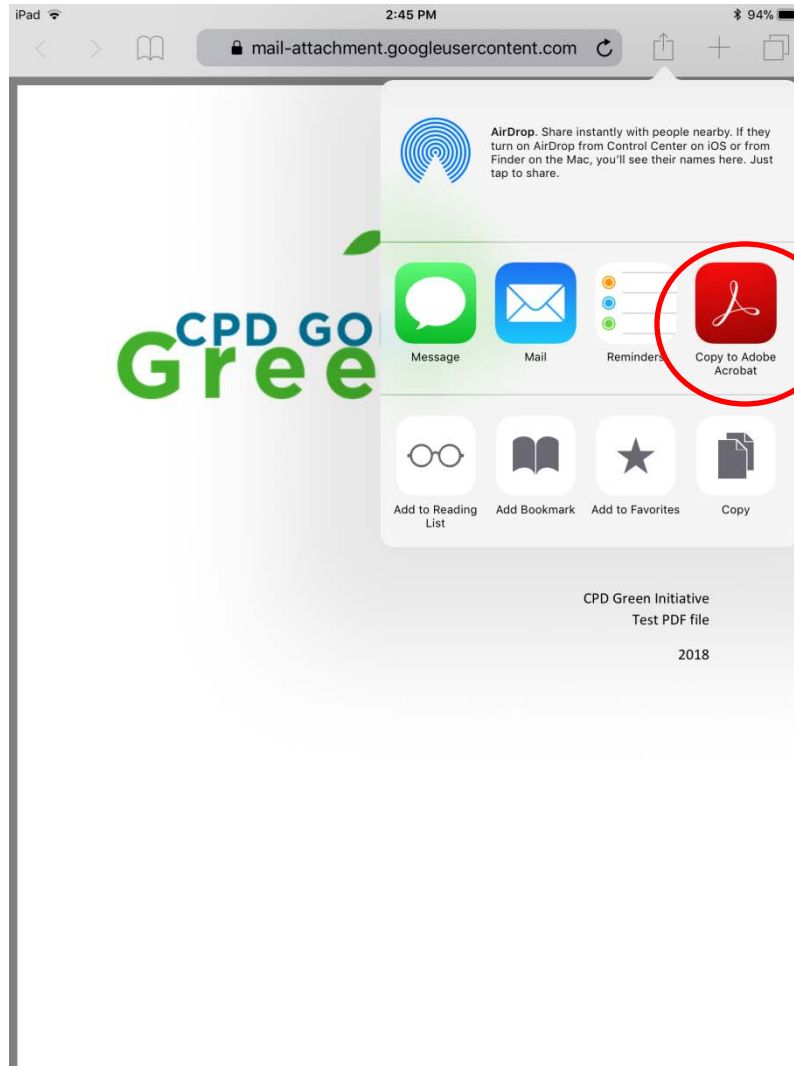 iPad 2:45 PM 94%
mail-attachment.googleusercontent.com
AirDrop. Share instantly with people nearby. If they
turn on AirDrop from Control Center on iOS or from
Finder on the Mac, you'll see their names here. Just
tap to share.
CPD GO
Gree
Message Mail Reminders Copy to Adobe
Acrobat
Add to Reading
List Add Bookmark Add to Favorites Copy
CPD Green Initiative
Test PDF file
2018